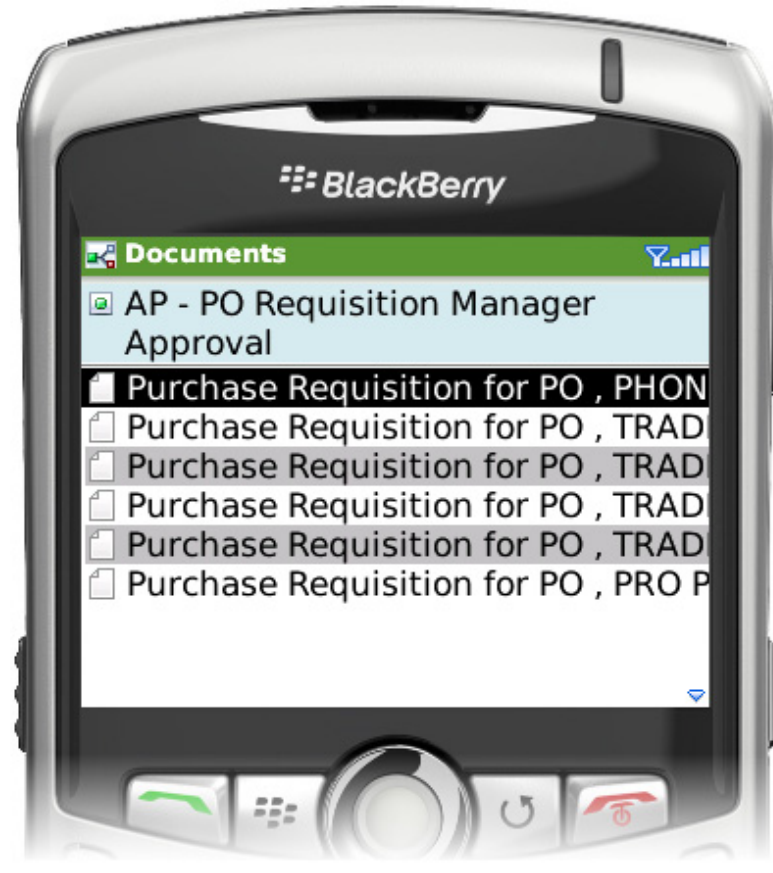 BlackBerry
Documents
AP - PO Requisition Manager
Approval
Purchase Requisition for PO , PHON
Purchase Requisition for PO , TRAD
Purchase Requisition for PO , TRAD
Purchase Requisition for PO , TRAD
Purchase Requisition for PO , TRAD
Purchase Requisition for PO , PRO P